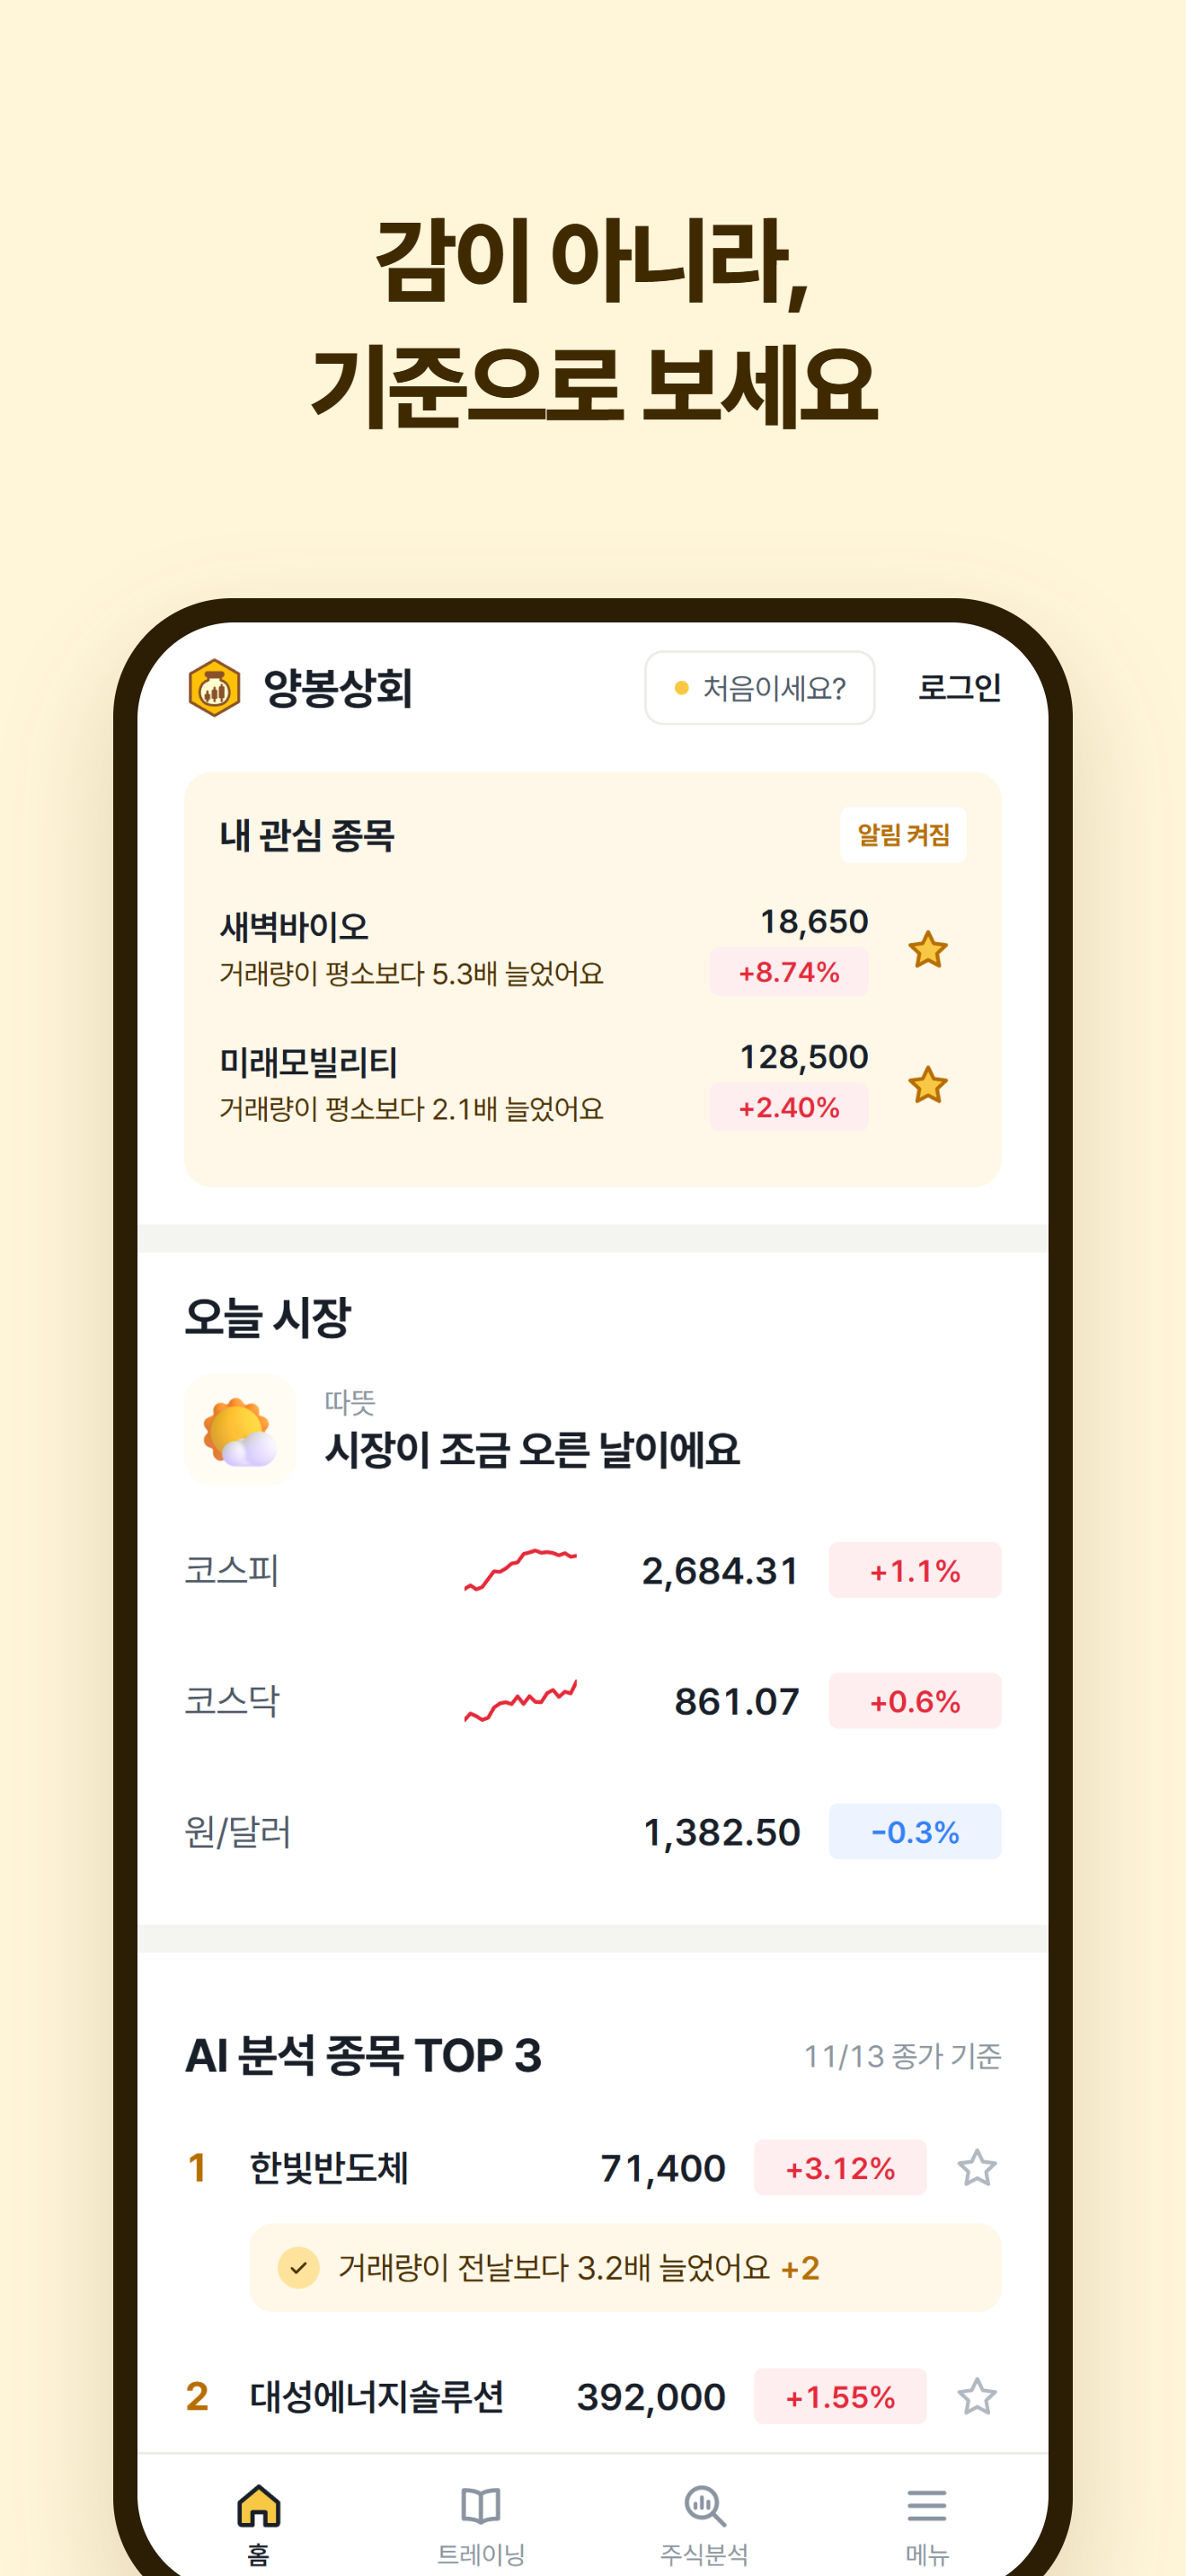 감이 아니라,
기준으로 보세요
양봉상회 처음이세요? 로그인
내 관심 종목 알림 켜짐
새벽바이오 18,650
거래량이 평소보다 5.3배 늘었어요 +8.74%
미래모빌리티 128,500
거래량이 평소보다 2.1배 늘었어요 +2.40%
오늘 시장
따뜻
시장이 조금 오른 날이에요
코스피 2,684.31 +1.1%
코스닥 861.07 +0.6%
원/달러 1,382.50 -0.3%
AI 분석 종목 TOP 3 11/13 종가 기준
1 한빛반도체 71,400 +3.12%
거래량이 전날보다 3.2배 늘었어요 +2
2 대성에너지솔루션 392,000 +1.55%
홈 트레이닝 주식분석 메뉴